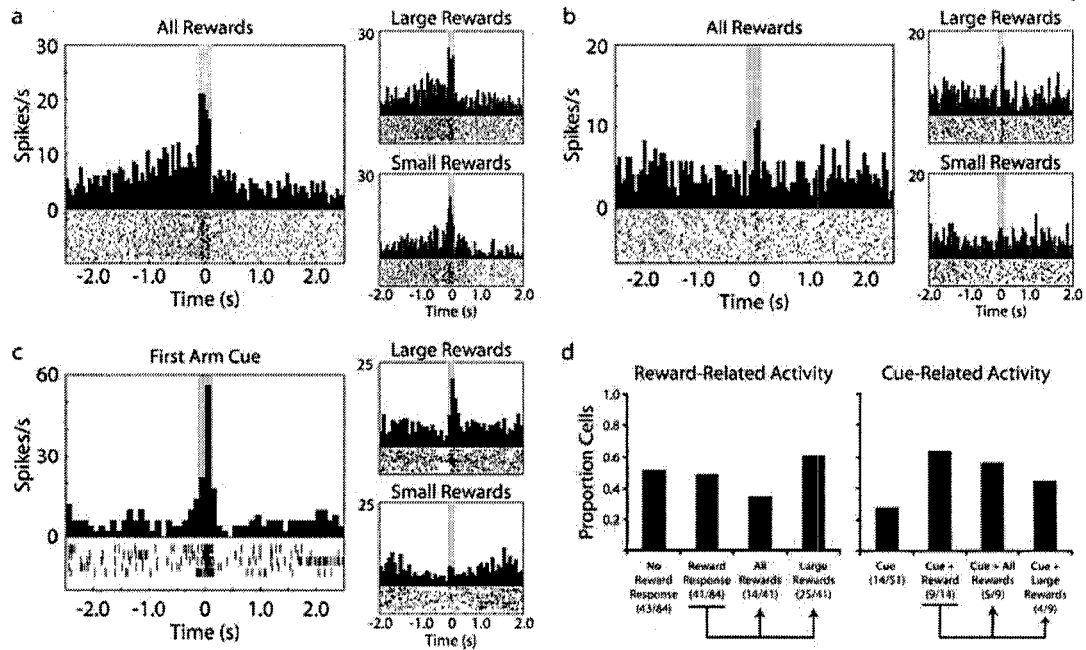 a
All Rewards
Spikes/s
30
20
10
0
-2.0 -1.0 0 1.0 2.0
Time (s)
Large Rewards
30
Small Rewards
30
-2.0 -1.0 0 1.0 2.0
Time (s)
b
All Rewards
Spikes/s
20
10
0
-2.0 -1.0 0 1.0 2.0
Time (s)
Large Rewards
20
Small Rewards
20
-2.0 -1.0 0 1.0 2.0
Time (s)
c
First Arm Cue
Spikes/s
60
30
0
-2.0 -1.0 0 1.0 2.0
Time (s)
Large Rewards
25
Small Rewards
25
-2.0 -1.0 0 1.0 2.0
Time (s)
d
Reward-Related Activity
Proportion Cells
1.0
0.8
0.6
0.4
0.2
No
Reward
Response
(43/84)
Reward
Response
(41/84)
All
Rewards
(14/41)
Large
Rewards
(25/41)
Cue-Related Activity
Cue
(14/51)
Cue +
Reward
(9/14)
Cue + All
Rewards
(5/9)
Cue +
Large
Rewards
(4/9)